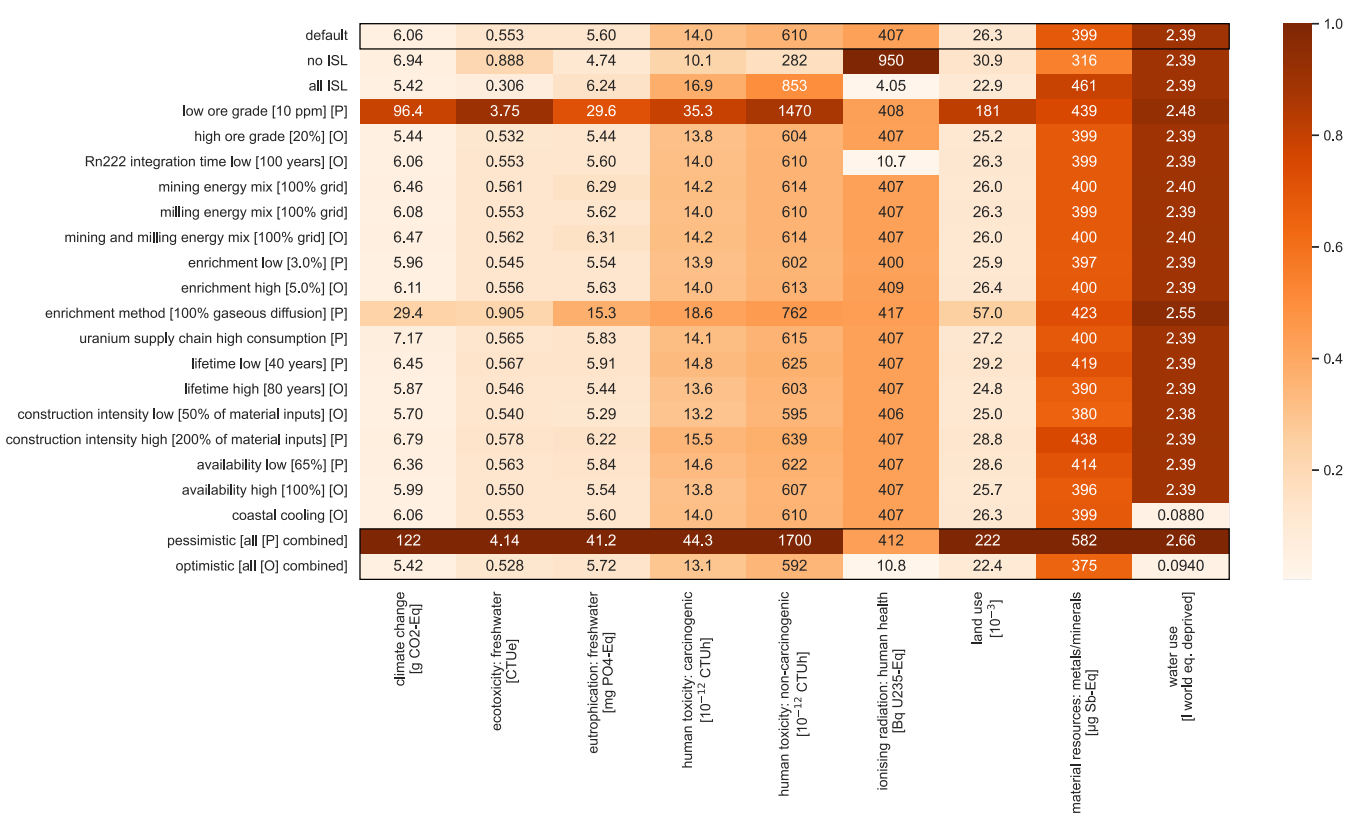 default 6.06 0.553 5.60 14.0 610 407 26.3 399 2.39
no ISL 6.94 0.888 4.74 10.1 282 950 30.9 316 2.39
all ISL 5.42 0.306 6.24 16.9 853 4.05 22.9 461 2.39
low ore grade [10 ppm] [P] 96.4 3.75 29.6 35.3 1470 408 181 439 2.48
high ore grade [20%] [O] 5.44 0.532 5.44 13.8 604 407 25.2 399 2.39
Rn222 integration time low [100 years] [O] 6.06 0.553 5.60 14.0 610 10.7 26.3 399 2.39
mining energy mix [100% grid] 6.46 0.561 6.29 14.2 614 407 26.0 400 2.40
milling energy mix [100% grid] 6.08 0.553 5.62 14.0 610 407 26.3 399 2.39
mining and milling energy mix [100% grid] [O] 6.47 0.562 6.31 14.2 614 407 26.0 400 2.40
enrichment low [3.0%] [P] 5.96 0.545 5.54 13.9 602 400 25.9 397 2.39
enrichment high [5.0%] [O] 6.11 0.556 5.63 14.0 613 409 26.4 400 2.39
enrichment method [100% gaseous diffusion] [P] 29.4 0.905 15.3 18.6 762 417 57.0 423 2.55
uranium supply chain high consumption [P] 7.17 0.565 5.83 14.1 615 407 27.2 400 2.39
lifetime low [40 years] [P] 6.45 0.567 5.91 14.8 625 407 29.2 419 2.39
lifetime high [80 years] [O] 5.87 0.546 5.44 13.6 603 407 24.8 390 2.39
construction intensity low [50% of material inputs] [O] 5.70 0.540 5.29 13.2 595 406 25.0 380 2.38
construction intensity high [200% of material inputs] [P] 6.79 0.578 6.22 15.5 639 407 28.8 438 2.39
availability low [65%] [P] 6.36 0.563 5.84 14.6 622 407 28.6 414 2.39
availability high [100%] [O] 5.99 0.550 5.54 13.8 607 407 25.7 396 2.39
coastal cooling [O] 6.06 0.553 5.60 14.0 610 407 26.3 399 0.0880
pessimistic [all [P] combined] 122 4.14 41.2 44.3 1700 412 222 582 2.66
optimistic [all [O] combined] 5.42 0.528 5.72 13.1 592 10.8 22.4 375 0.0940
climate change
[g CO2-Eq]
ecotoxicity: freshwater
[CTUe]
eutrophication: freshwater
[mg PO4-Eq]
human toxicity: carcinogenic
[10⁻¹² CTUh]
human toxicity: non-carcinogenic
[10⁻¹² CTUh]
ionising radiation: human health
[Bq U235-Eq]
land use
[10⁻³]
material resources: metals/minerals
[µg Sb-Eq]
water use
[l world eq. deprived]
1.0
0.8
0.6
0.4
0.2